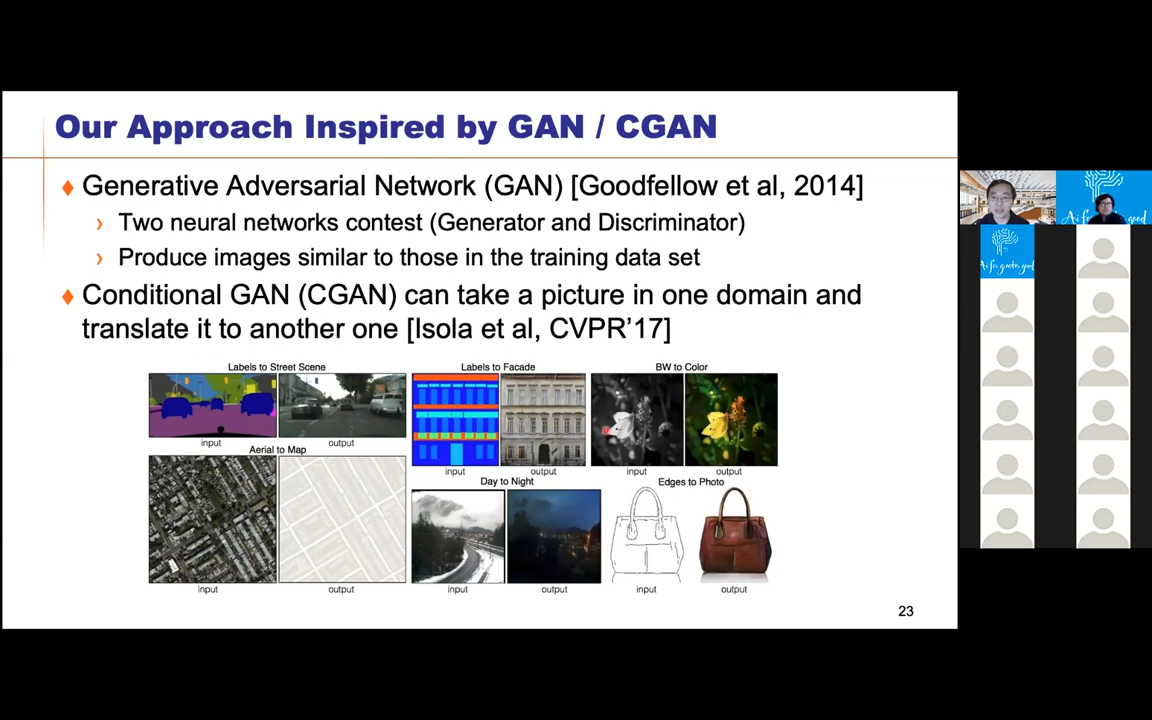 Our Approach Inspired by GAN / CGAN
Generative Adversarial Network (GAN) [Goodfellow et al, 2014]
› Two neural networks contest (Generator and Discriminator)
› Produce images similar to those in the training data set
Conditional GAN (CGAN) can take a picture in one domain and
translate it to another one [Isola et al, CVPR’17]
Labels to Street Scene
input
output
Aerial to Map
input
output
Labels to Facade
input
output
BW to Color
input
output
Day to Night
input
output
Edges to Photo
input
output
23